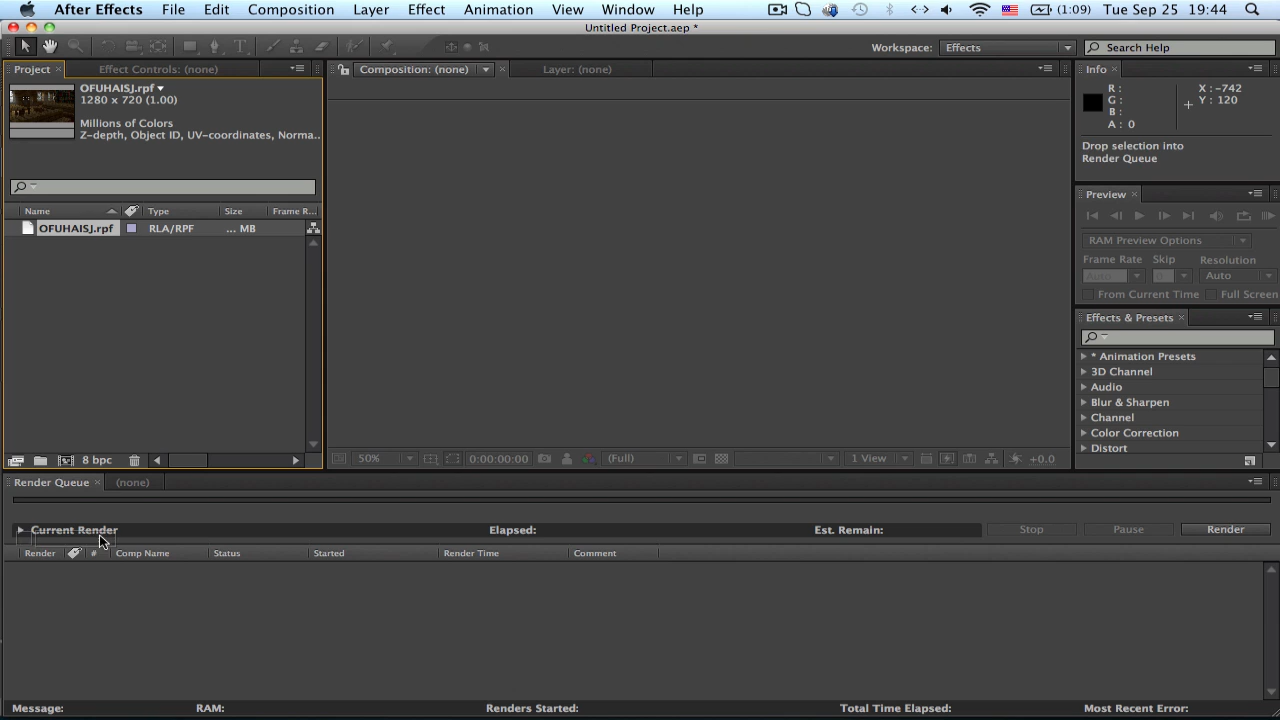 After Effects File Edit Composition Layer Effect Animation View Window Help (1:09) Tue Sep 25 19:44
Untitled Project.aep *
Workspace: Effects Search Help
Project Effect Controls: (none) Composition: (none) Layer: (none) Info
OFUHAISJ.rpf
1280 x 720 (1.00)
Millions of Colors
Z-depth, Object ID, UV-coordinates, Norma..
R : X : -742
G : Y : 120
B :
A : 0
Drop selection into
Render Queue
Name Type Size Frame R...
OFUHAISJ.rpf RLA/RPF ... MB
Preview
RAM Preview Options
Frame Rate Skip Resolution
Auto 0 Auto
From Current Time Full Screen
Effects & Presets
* Animation Presets
3D Channel
Audio
Blur & Sharpen
Channel
Color Correction
Distort
8 bpc 50% 0:00:00:00 (Full) 1 View +0.0
Render Queue (none)
Current Render Elapsed: Est. Remain: Stop Pause Render
Render # Comp Name Status Started Render Time Comment
Message: RAM: Renders Started: Total Time Elapsed: Most Recent Error: